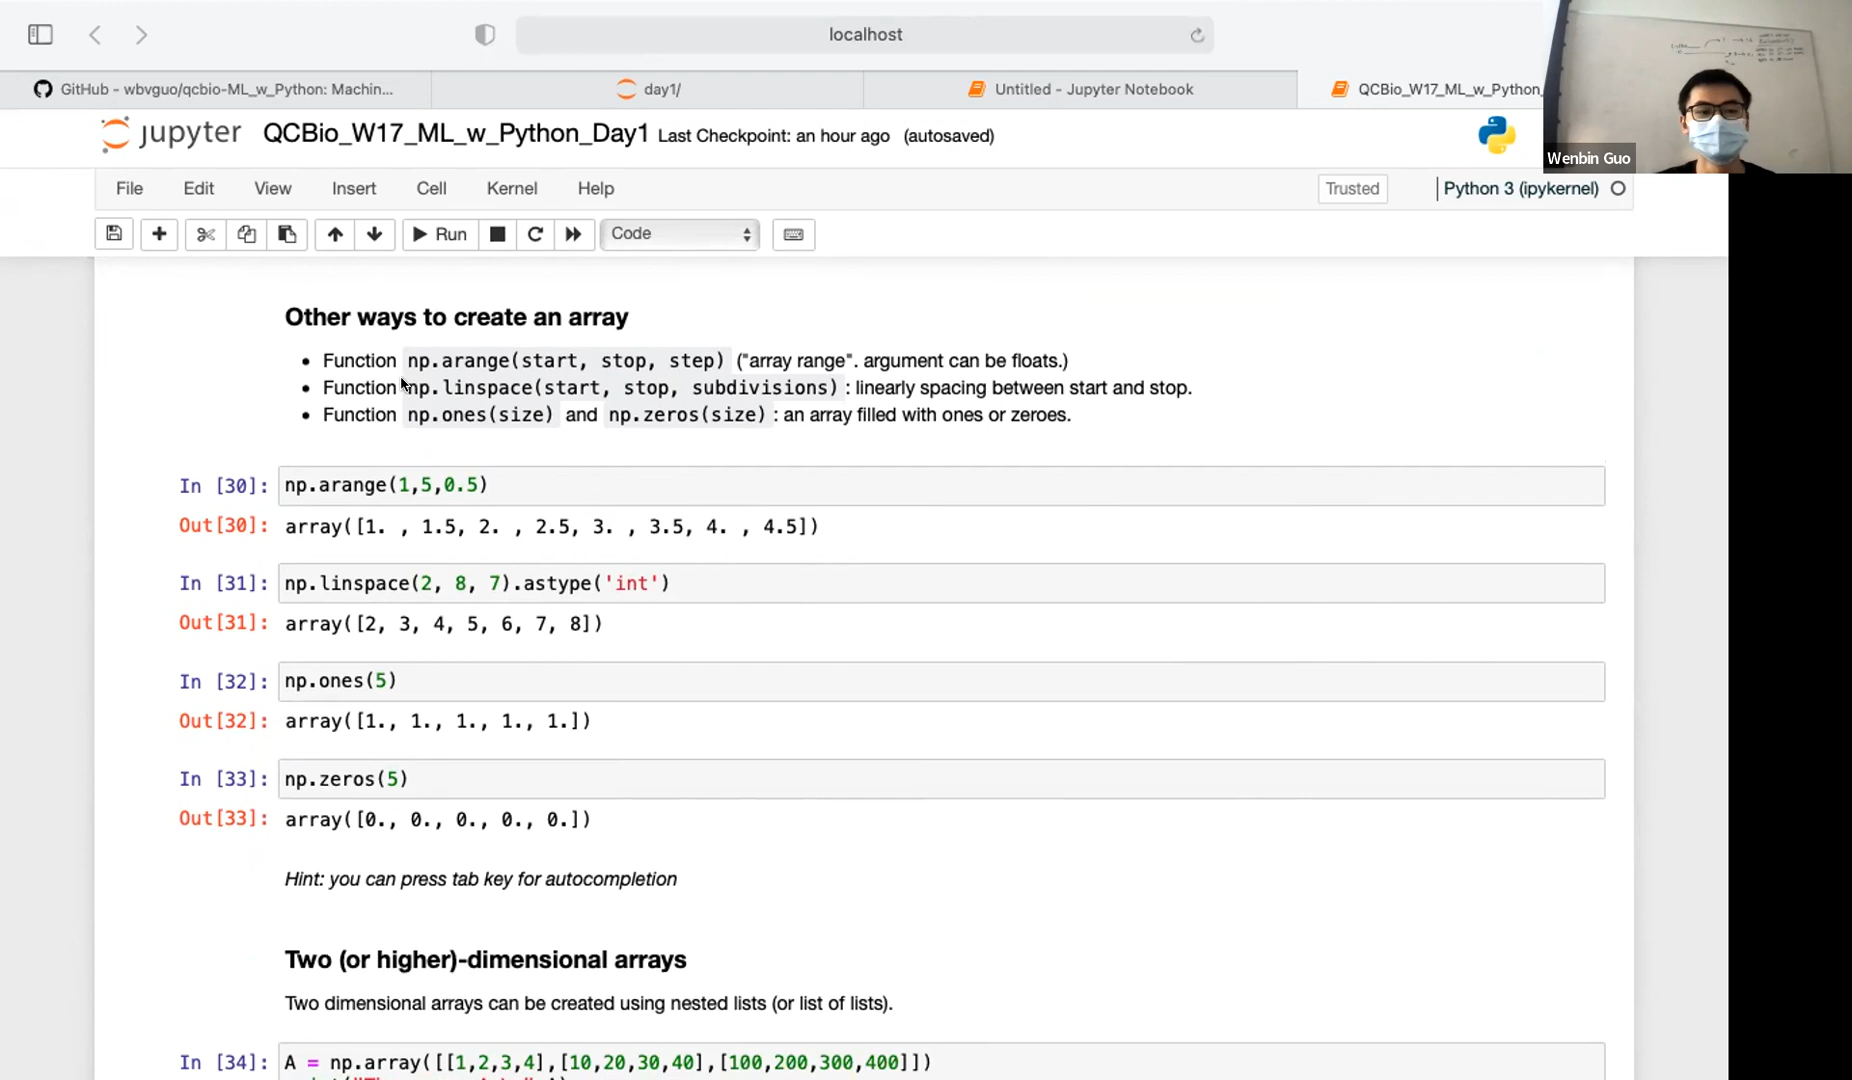 localhost
GitHub - wbvguo/qcbio-ML_w_Python: Machin...
day1/
Untitled - Jupyter Notebook
QCBio_W17_ML_w_Python_
jupyter QCBio_W17_ML_w_Python_Day1 Last Checkpoint: an hour ago (autosaved)
Wenbin Guo
File Edit View Insert Cell Kernel Help Trusted Python 3 (ipykernel)
Run Code
Other ways to create an array
• Function np.arange(start, stop, step) ("array range". argument can be floats.)
• Function np.linspace(start, stop, subdivisions) : linearly spacing between start and stop.
• Function np.ones(size) and np.zeros(size) : an array filled with ones or zeroes.
In [30]: np.arange(1,5,0.5)
Out[30]: array([1. , 1.5, 2. , 2.5, 3. , 3.5, 4. , 4.5])
In [31]: np.linspace(2, 8, 7).astype('int')
Out[31]: array([2, 3, 4, 5, 6, 7, 8])
In [32]: np.ones(5)
Out[32]: array([1., 1., 1., 1., 1.])
In [33]: np.zeros(5)
Out[33]: array([0., 0., 0., 0., 0.])
Hint: you can press tab key for autocompletion
Two (or higher)-dimensional arrays
Two dimensional arrays can be created using nested lists (or list of lists).
In [34]: A = np.array([[1,2,3,4],[10,20,30,40],[100,200,300,400]])